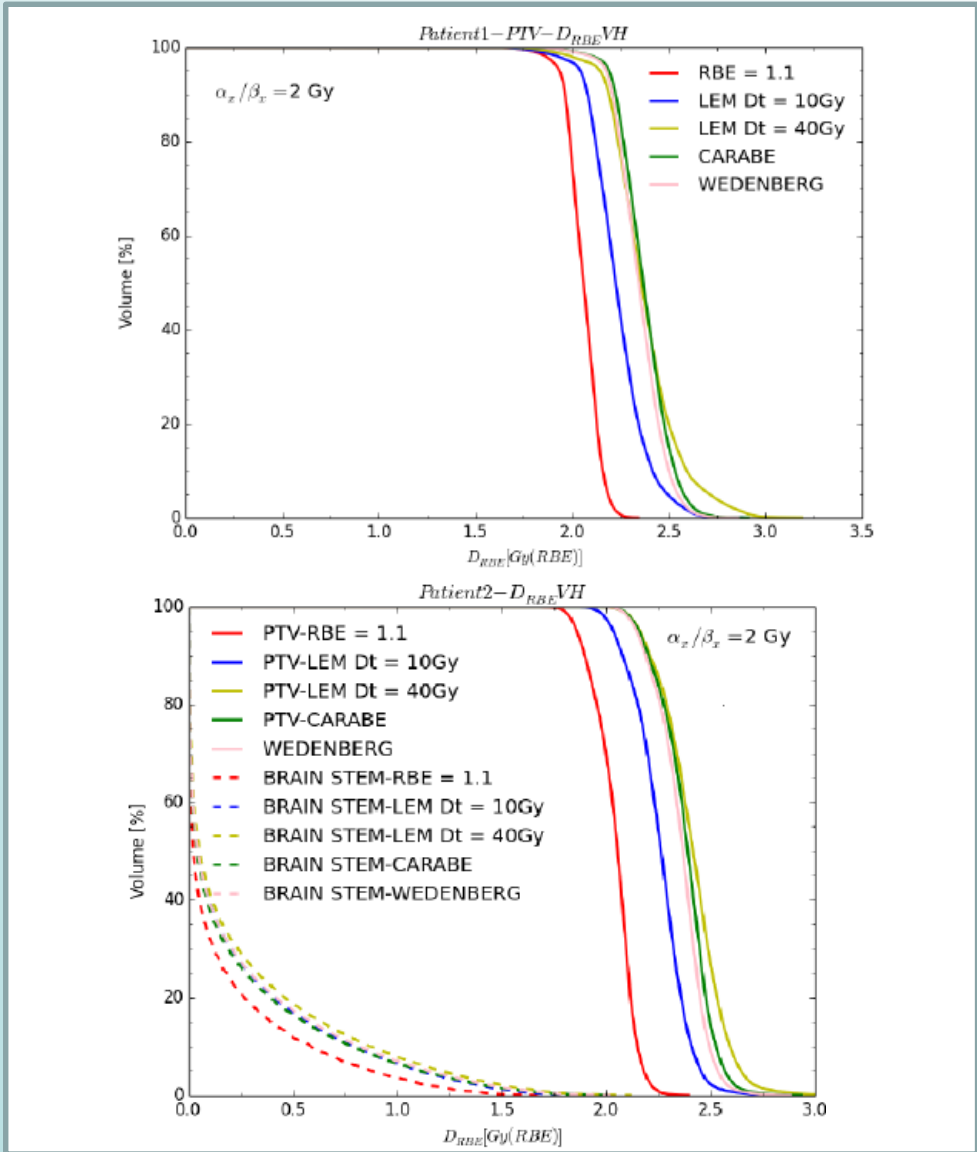 Patient1−PTV−D_RBEVH
α_x/β_x =2 Gy
RBE = 1.1
LEM Dt = 10Gy
LEM Dt = 40Gy
CARABE
WEDENBERG
Volume [%]
100
80
60
40
20
0
0.0 0.5 1.0 1.5 2.0 2.5 3.0 3.5
D_RBE[Gy(RBE)]
Patient2−D_RBEVH
α_x/β_x =2 Gy
PTV-RBE = 1.1
PTV-LEM Dt = 10Gy
PTV-LEM Dt = 40Gy
PTV-CARABE
WEDENBERG
BRAIN STEM-RBE = 1.1
BRAIN STEM-LEM Dt = 10Gy
BRAIN STEM-LEM Dt = 40Gy
BRAIN STEM-CARABE
BRAIN STEM-WEDENBERG
Volume [%]
100
80
60
40
20
0
0.0 0.5 1.0 1.5 2.0 2.5 3.0
D_RBE[Gy(RBE)]